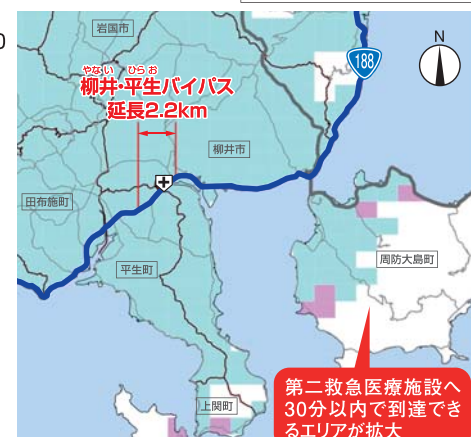 0
岩国市
188
N
やない ひらお
柳井・平生バイパス
延長2.2km
柳井市
田布施町
平生町
周防大島町
上関町
第二救急医療施設へ
30分以内で到達でき
るエリアが拡大